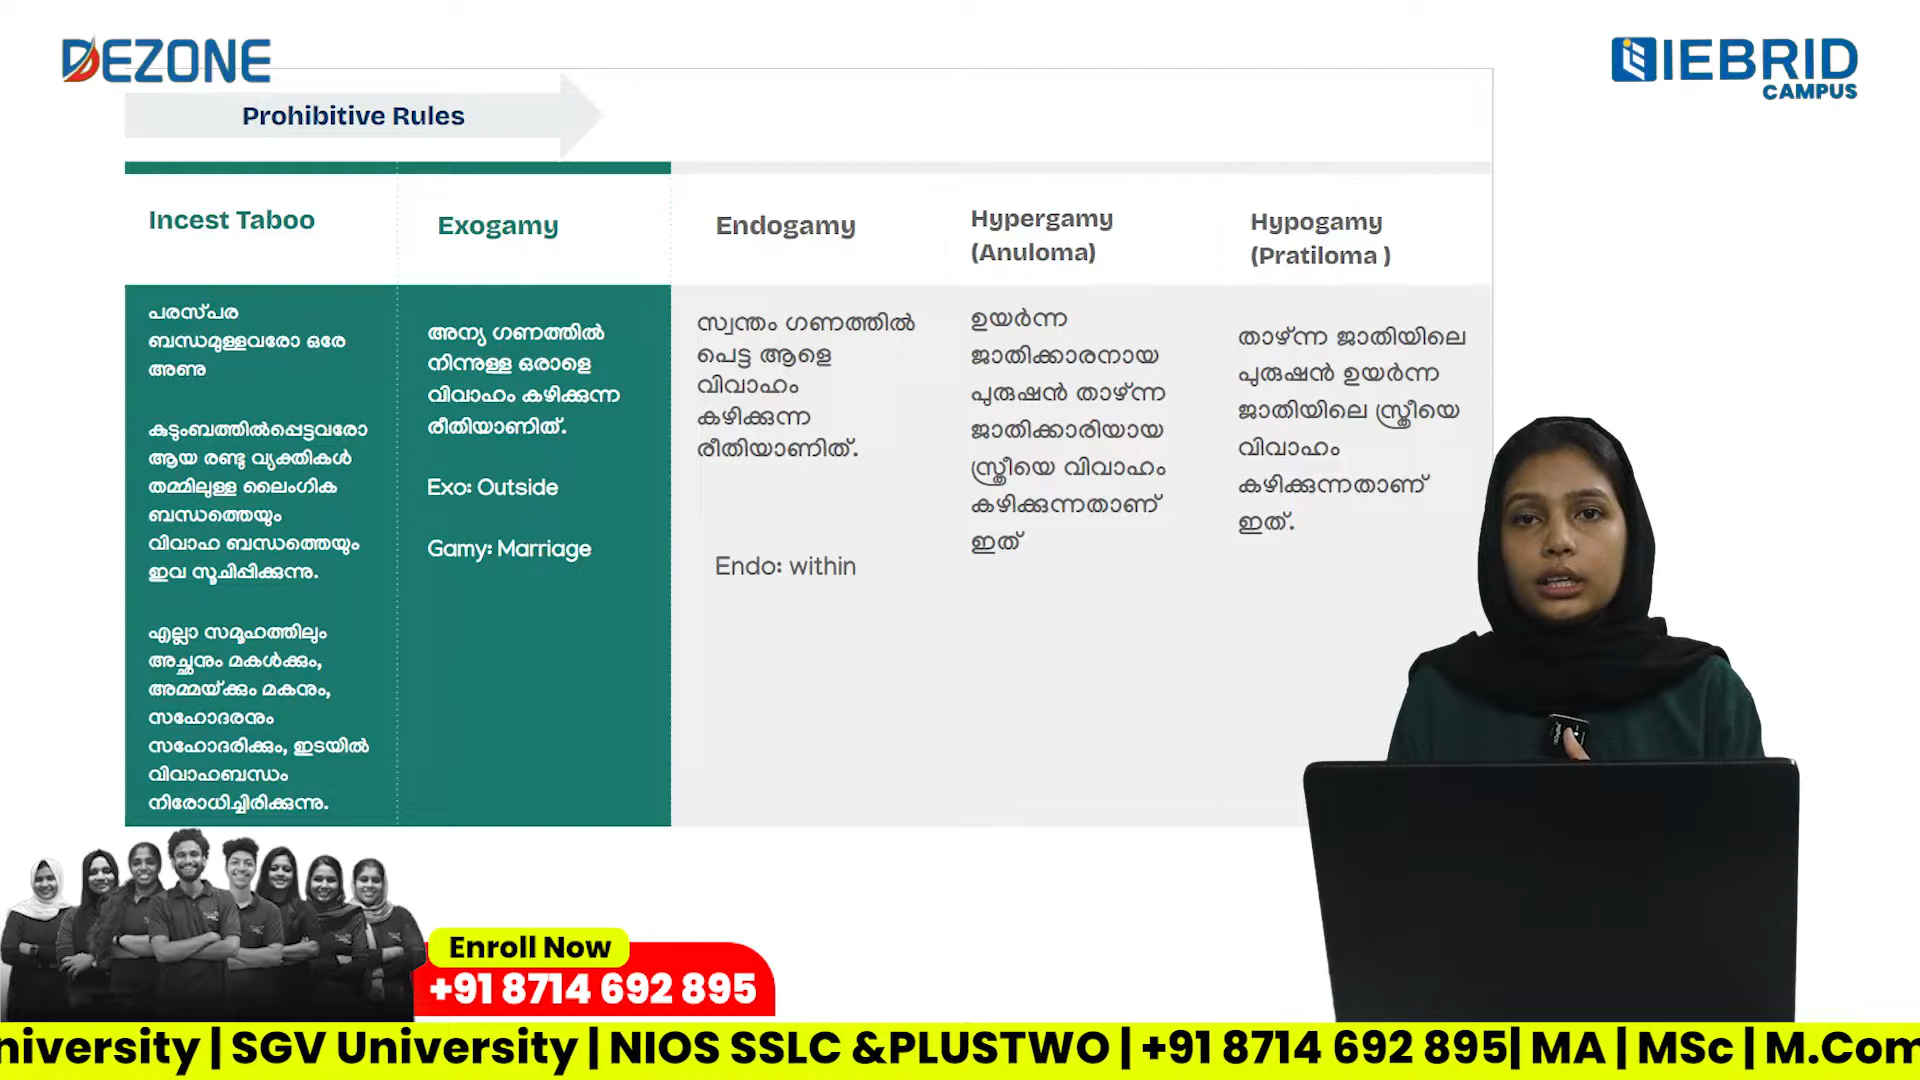 DEZONE
IEBRID
CAMPUS
Prohibitive Rules
Incest Taboo
പരസ്പര
ബന്ധമുള്ളവരോ ഒരേ
അണു
കുടുംബത്തിൽപ്പെട്ടവരോ
ആയ രണ്ടു വ്യക്തികൾ
തമ്മിലുള്ള ലൈംഗിക
ബന്ധത്തെയും
വിവാഹ ബന്ധത്തെയും
ഇവ സൂചിപ്പിക്കുന്നു.
എല്ലാ സമൂഹത്തിലും
അച്ഛനും മകൾക്കും,
അമ്മയ്ക്കും മകനും,
സഹോദരനും
സഹോദരിക്കും, ഇടയിൽ
വിവാഹബന്ധം
നിരോധിച്ചിരിക്കുന്നു.
Exogamy
അന്യ ഗണത്തിൽ
നിന്നുള്ള ഒരാളെ
വിവാഹം കഴിക്കുന്ന
രീതിയാണിത്.
Exo: Outside
Gamy: Marriage
Endogamy
സ്വന്തം ഗണത്തിൽ
പെട്ട ആളെ
വിവാഹം
കഴിക്കുന്ന
രീതിയാണിത്.
Endo: within
Hypergamy
(Anuloma)
ഉയർന്ന
ജാതിക്കാരനായ
പുരുഷൻ താഴ്ന്ന
ജാതിക്കാരിയായ
സ്ത്രീയെ വിവാഹം
കഴിക്കുന്നതാണ്
ഇത്
Hypogamy
(Pratiloma )
താഴ്ന്ന ജാതിയിലെ
പുരുഷൻ ഉയർന്ന
ജാതിയിലെ സ്ത്രീയെ
വിവാഹം
കഴിക്കുന്നതാണ്
ഇത്.
Enroll Now
+91 8714 692 895
niversity | SGV University | NIOS SSLC &PLUSTWO | +91 8714 692 895| MA | MSc | M.Com